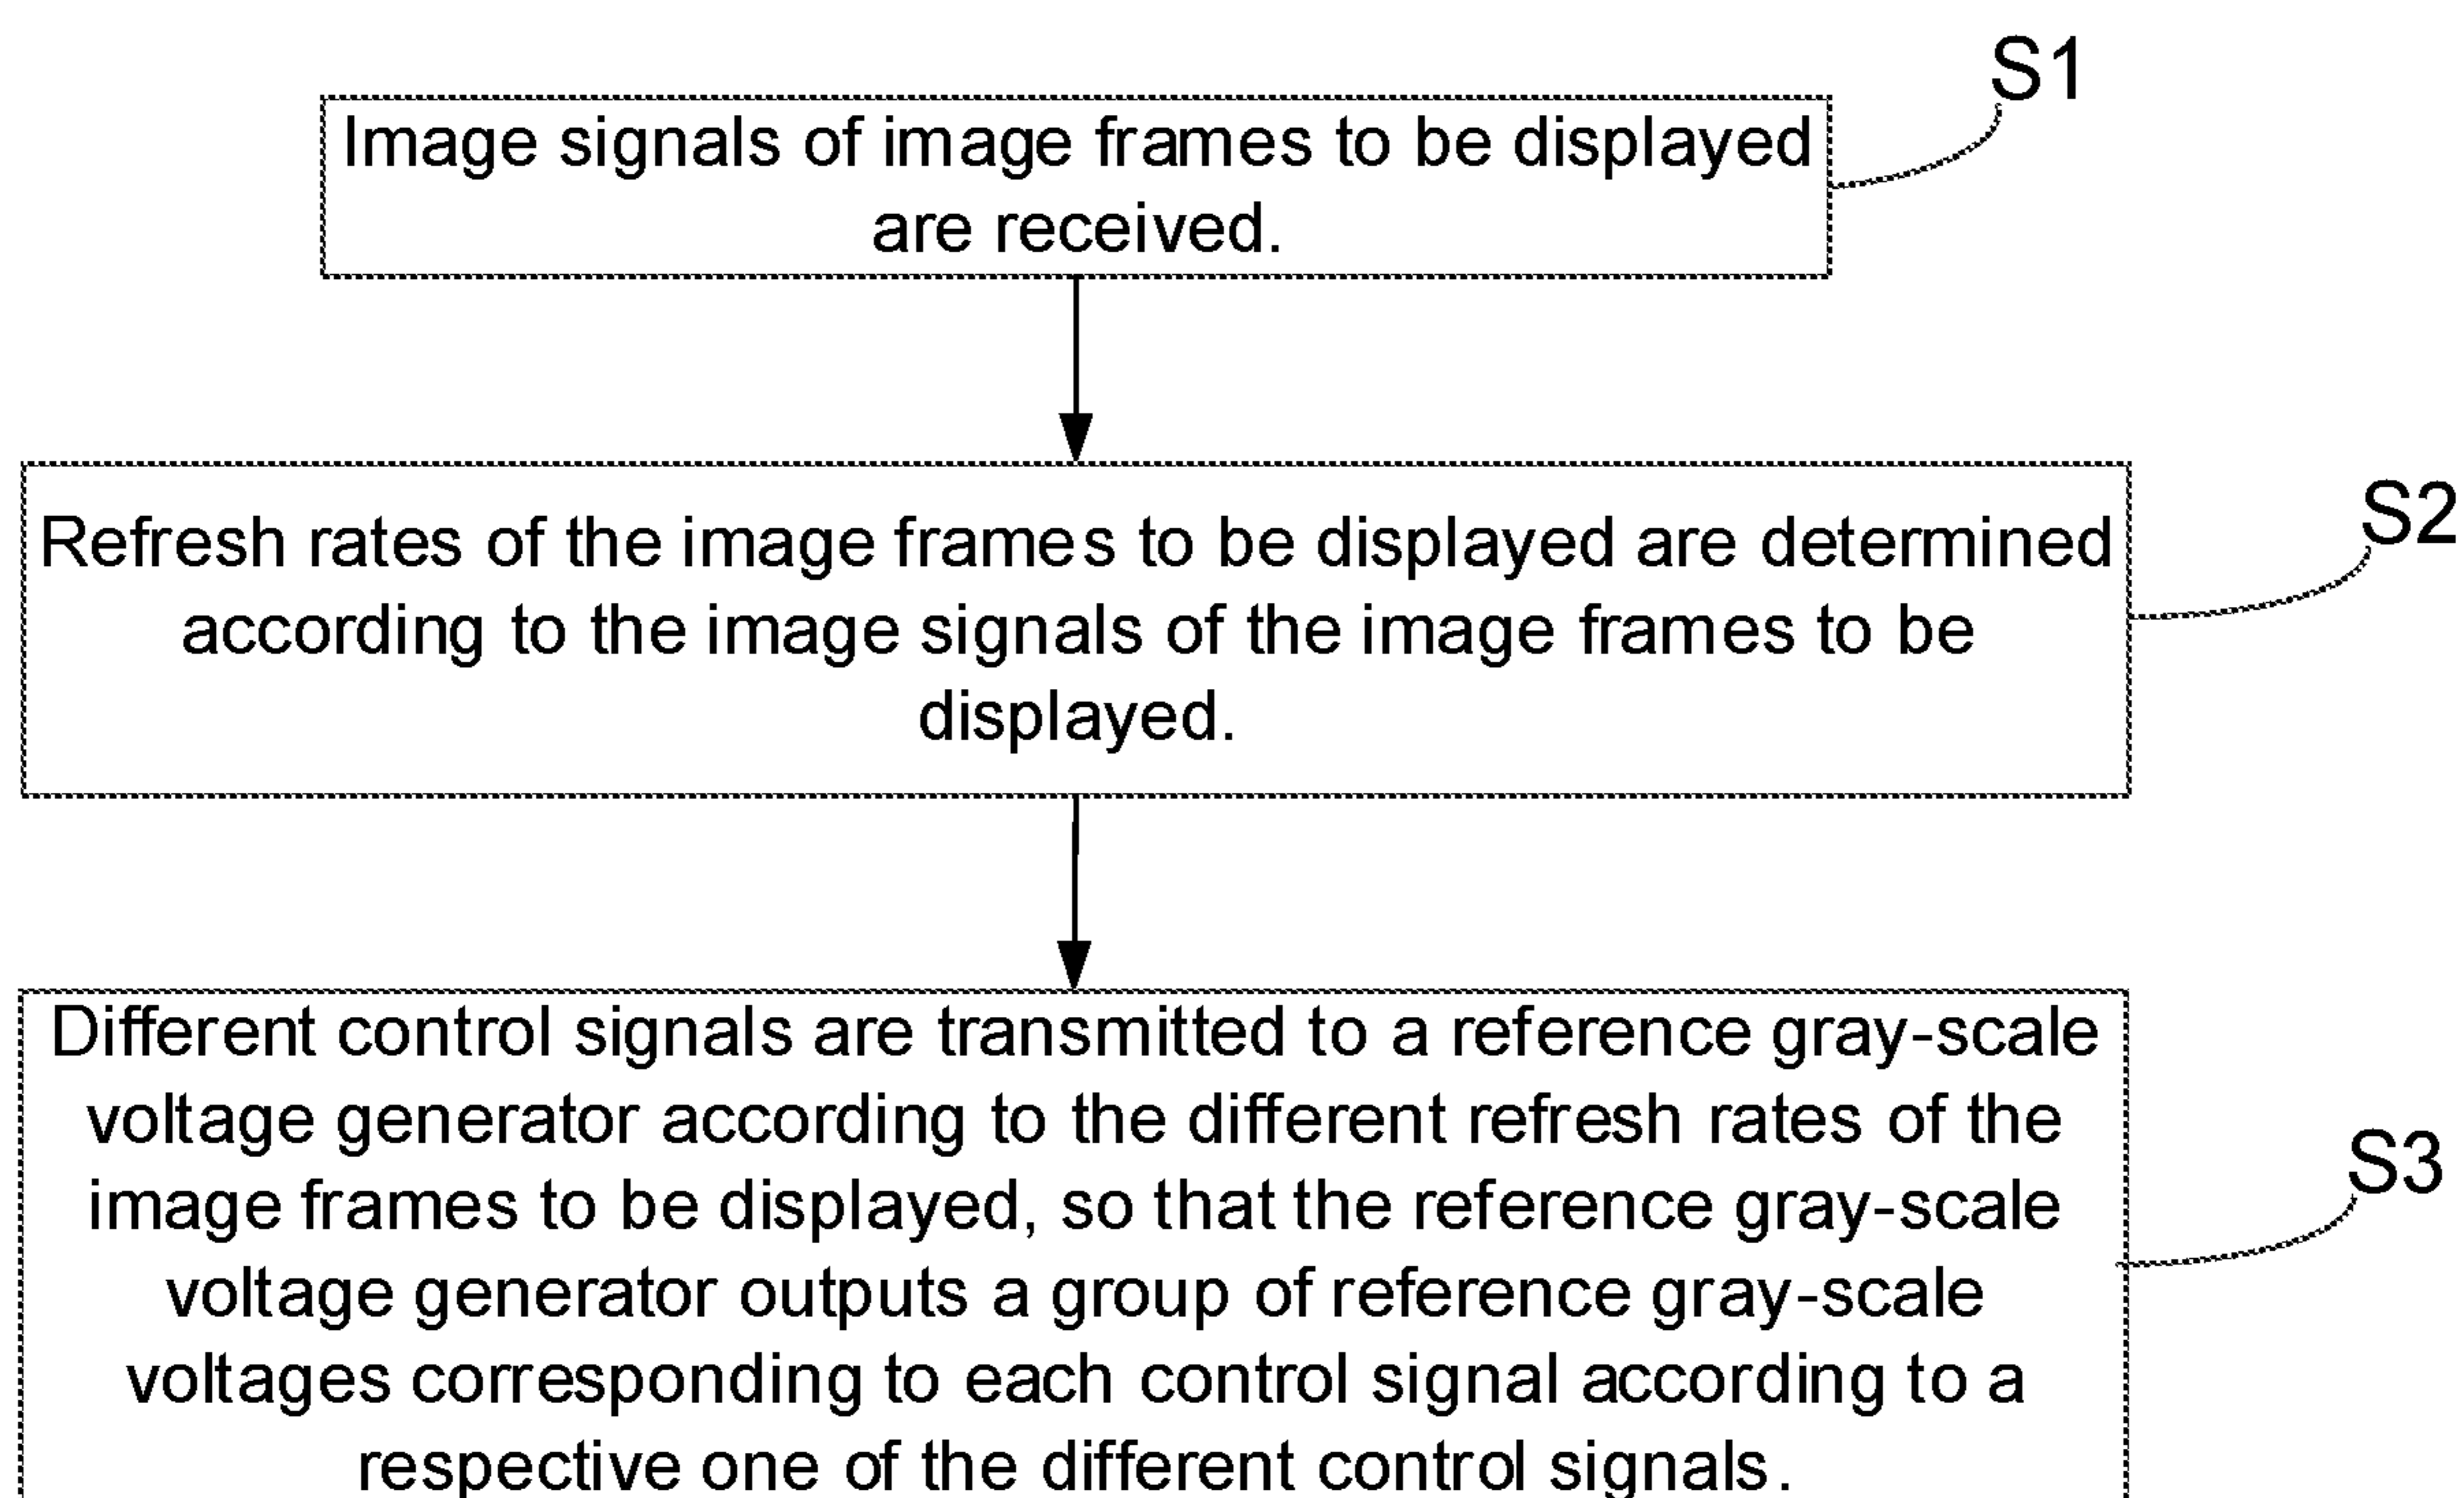 S1
Image signals of image frames to be displayed
are received.
S2
Refresh rates of the image frames to be displayed are determined
according to the image signals of the image frames to be
displayed.
Different control signals are transmitted to a reference gray-scale
voltage generator according to the different refresh rates of the
S3
image frames to be displayed, so that the reference gray-scale
voltage generator outputs a group of reference gray-scale
voltages corresponding to each control signal according to a
respective one of the different control signals.